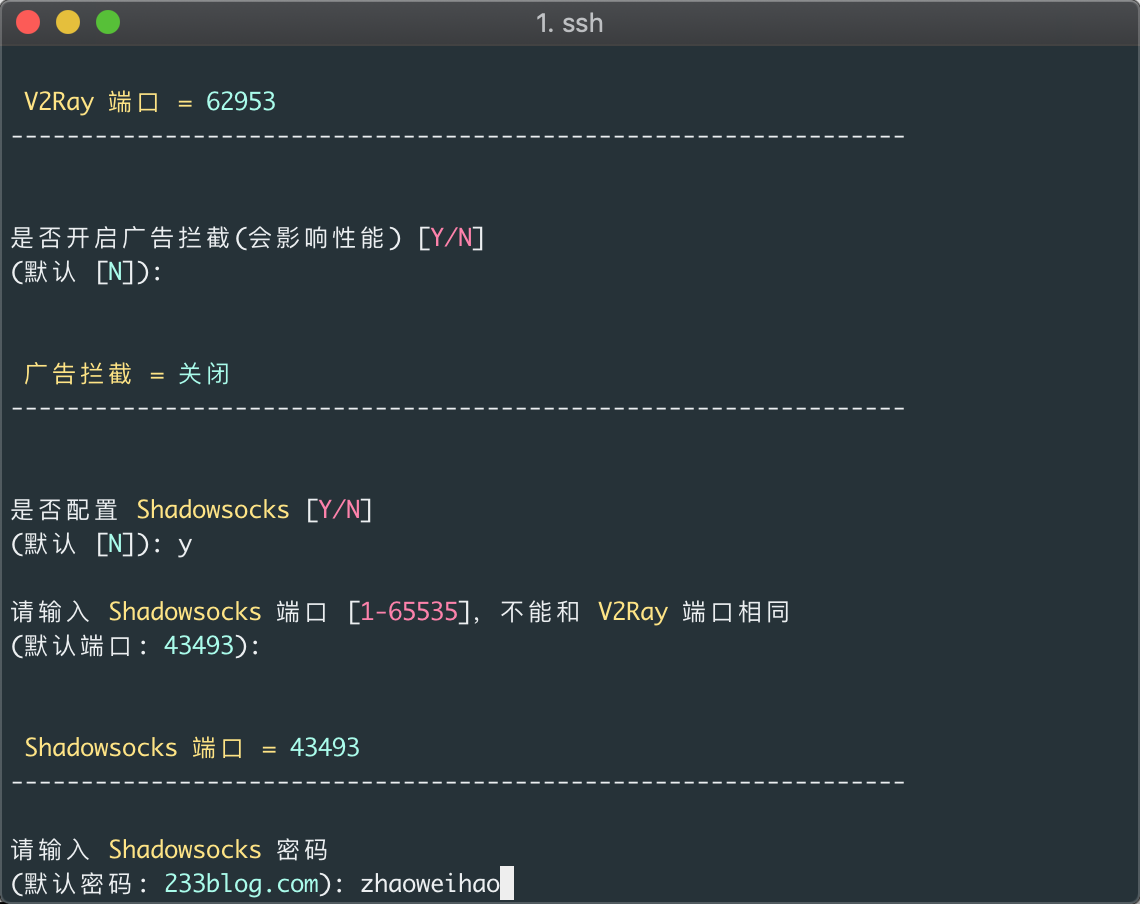 1. ssh
V2Ray 端口 = 62953
----------------------------------------------------------------
是否开启广告拦截(会影响性能) [Y/N]
(默认 [N]):
广告拦截 = 关闭
----------------------------------------------------------------
是否配置 Shadowsocks [Y/N]
(默认 [N]): y
请输入 Shadowsocks 端口 [1-65535], 不能和 V2Ray 端口相同
(默认端口: 43493):
Shadowsocks 端口 = 43493
----------------------------------------------------------------
请输入 Shadowsocks 密码
(默认密码: 233blog.com): zhaoweihao